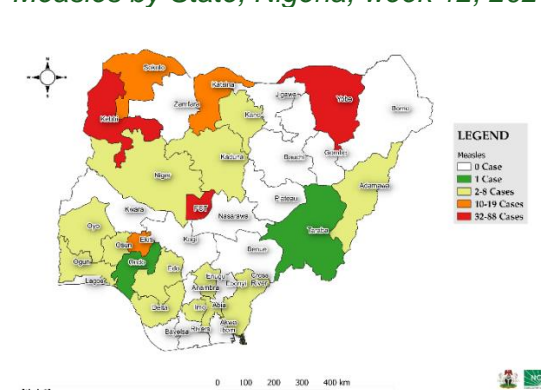 Measles by State, Nigeria, week 12, 202
Sokoto
Katsina
Kebbi
Zamfara
Jigawa
Yobe
Borno
Kano
Kaduna
Bauchi
Gombe
Adamawa
Niger
FCT
Plateau
Kwara
Nasarawa
Taraba
Oyo
Kogi
Benue
Osun
Ekiti
Ogun
Ondo
Edo
Lagos
Enugu
Anambra
Ebonyi
Cross
River
Delta
Imo
Abia
Bayelsa
Rivers
Akwa
Ibom
LEGEND
Measles
0 Case
1 Case
2-8 Cases
10-19 Cases
32-88 Cases
0 100 200 300 400 km